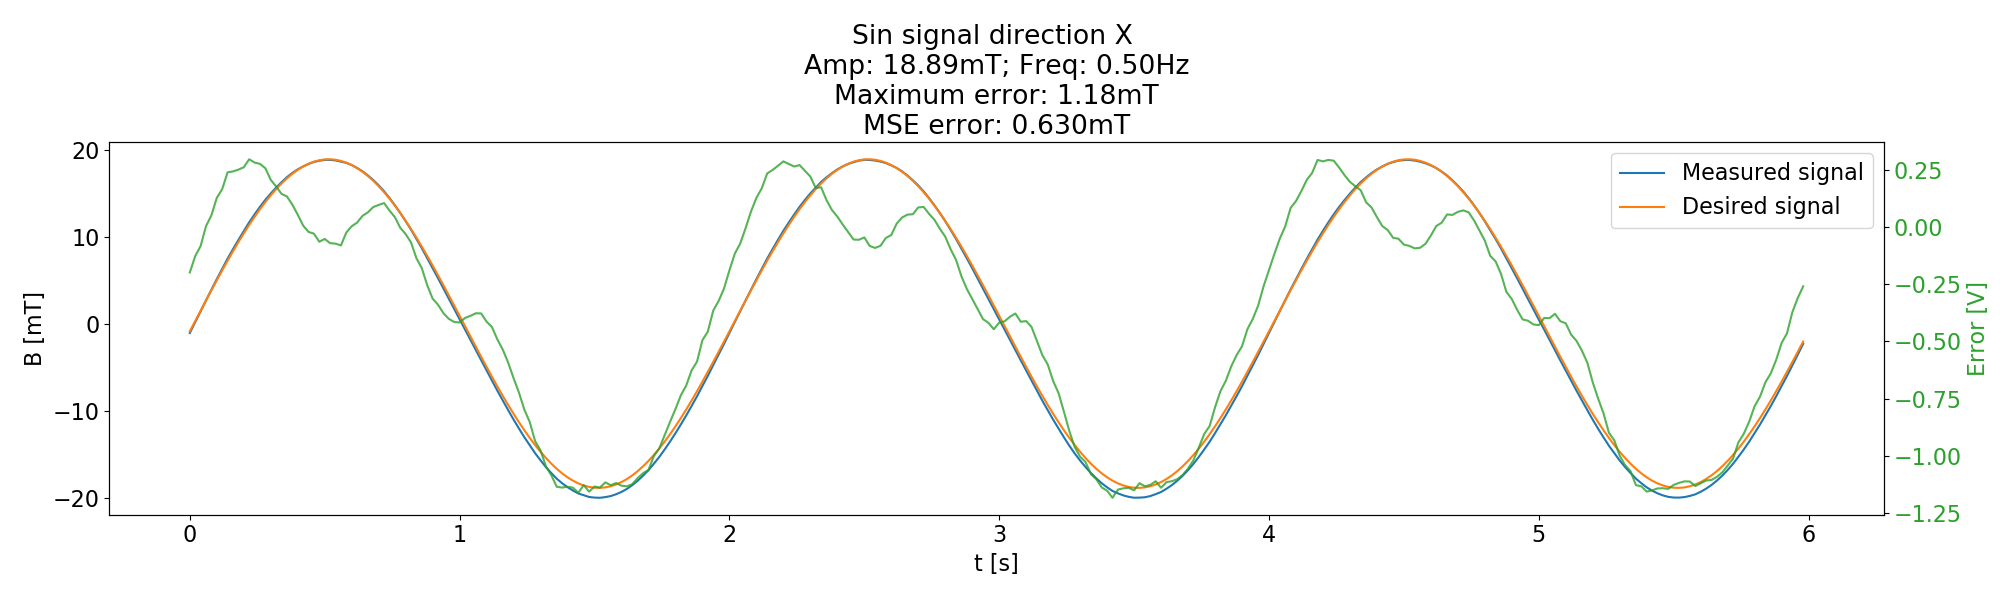 Sin signal direction X
Amp: 18.89mT; Freq: 0.50Hz
Maximum error: 1.18mT
MSE error: 0.630mT
Measured signal
Desired signal
B [mT]
20
10
0
−10
−20
0.25
0.00
−0.25
−0.50
−0.75
−1.00
−1.25
Error [V]
0 1 2 3 4 5 6
t [s]